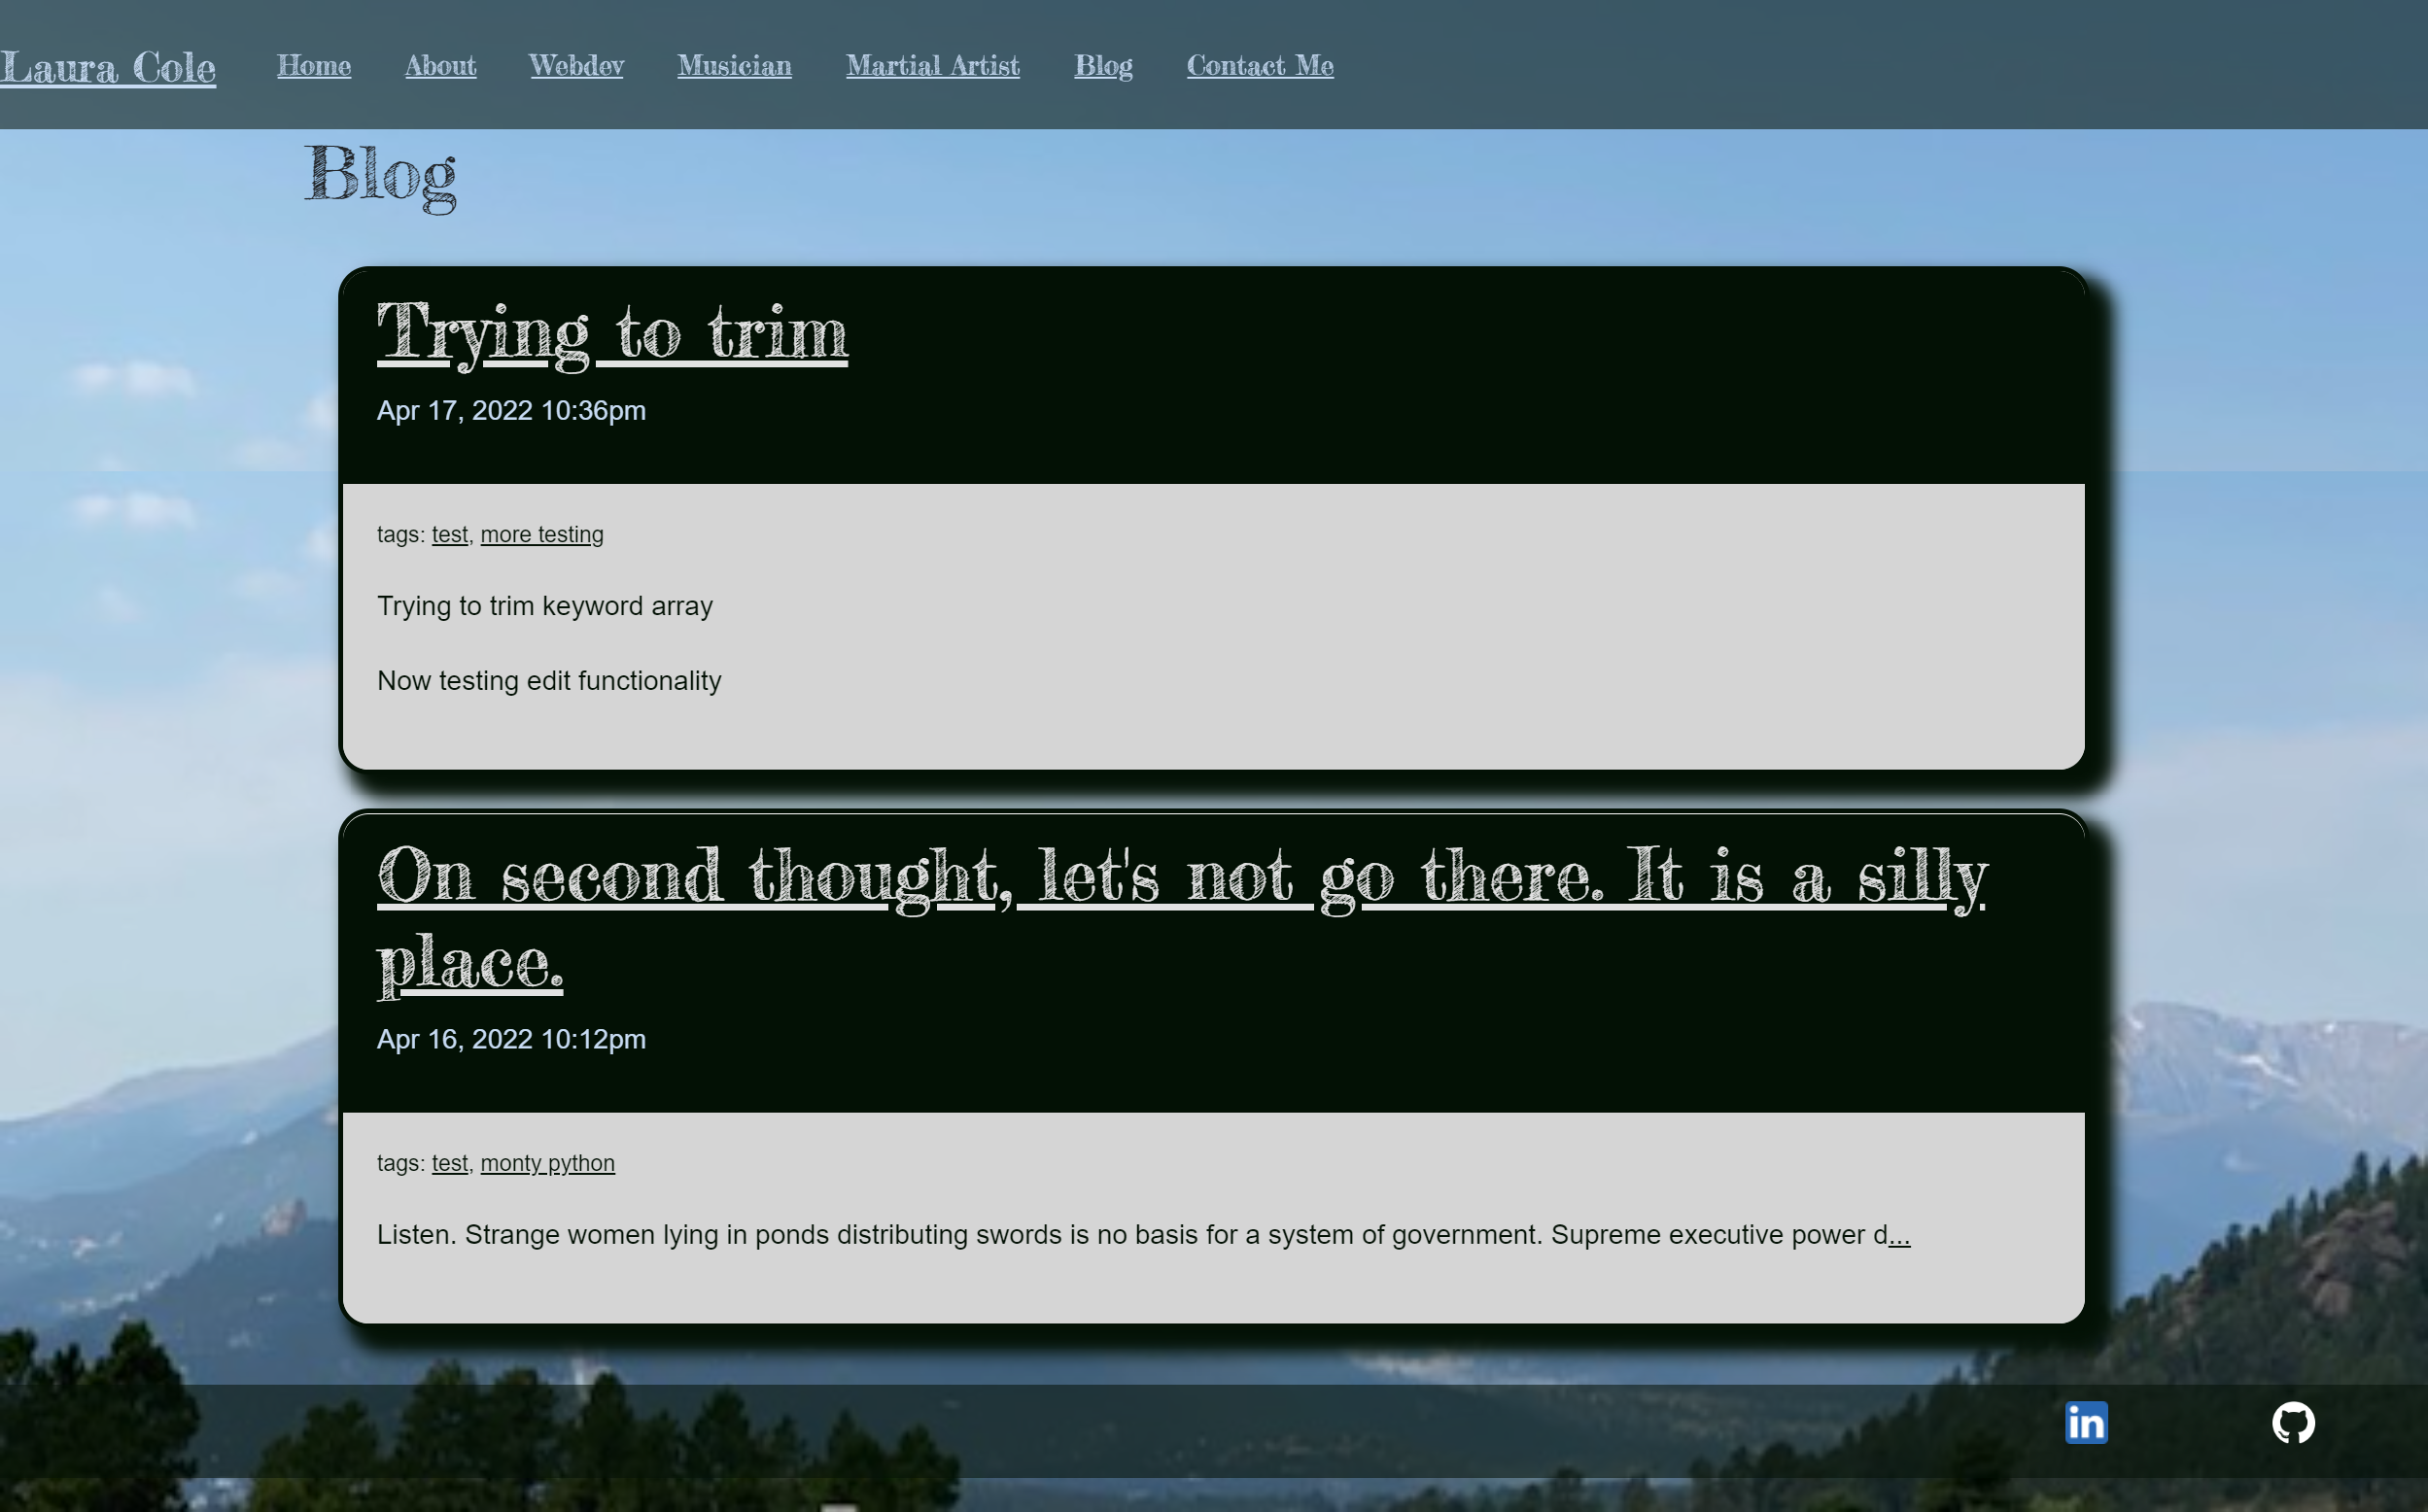 Laura Cole Home About Webdev Musician Martial Artist Blog Contact Me
Blog
Trying to trim
Apr 17, 2022 10:36pm
tags: test, more testing
Trying to trim keyword array
Now testing edit functionality
On second thought, let's not go there. It is a silly
place.
Apr 16, 2022 10:12pm
tags: test, monty python
Listen. Strange women lying in ponds distributing swords is no basis for a system of government. Supreme executive power d...
in